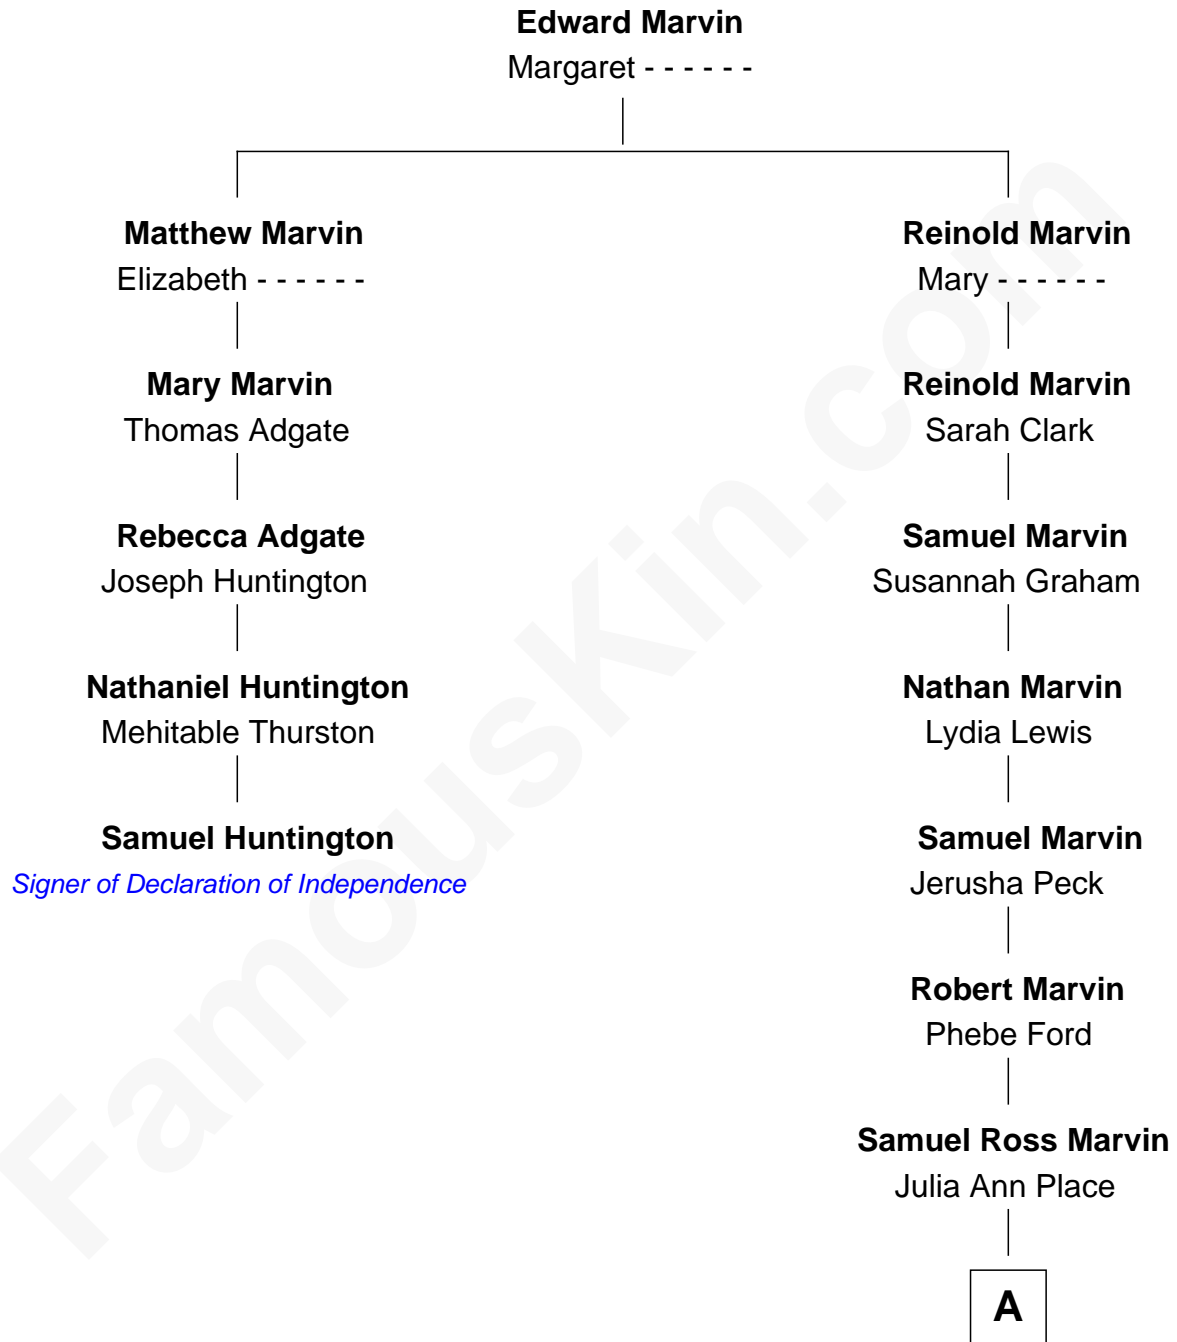 Edward Marvin
Margaret - - - - - -
Matthew Marvin
Elizabeth - - - - - -
Mary Marvin
Thomas Adgate
Rebecca Adgate
Joseph Huntington
Nathaniel Huntington
Mehitable Thurston
Samuel Huntington
Signer of Declaration of Independence
Reinold Marvin
Mary - - - - - -
Reinold Marvin
Sarah Clark
Samuel Marvin
Susannah Graham
Nathan Marvin
Lydia Lewis
Samuel Marvin
Jerusha Peck
Robert Marvin
Phebe Ford
Samuel Ross Marvin
Julia Ann Place
A
FamousKin.com